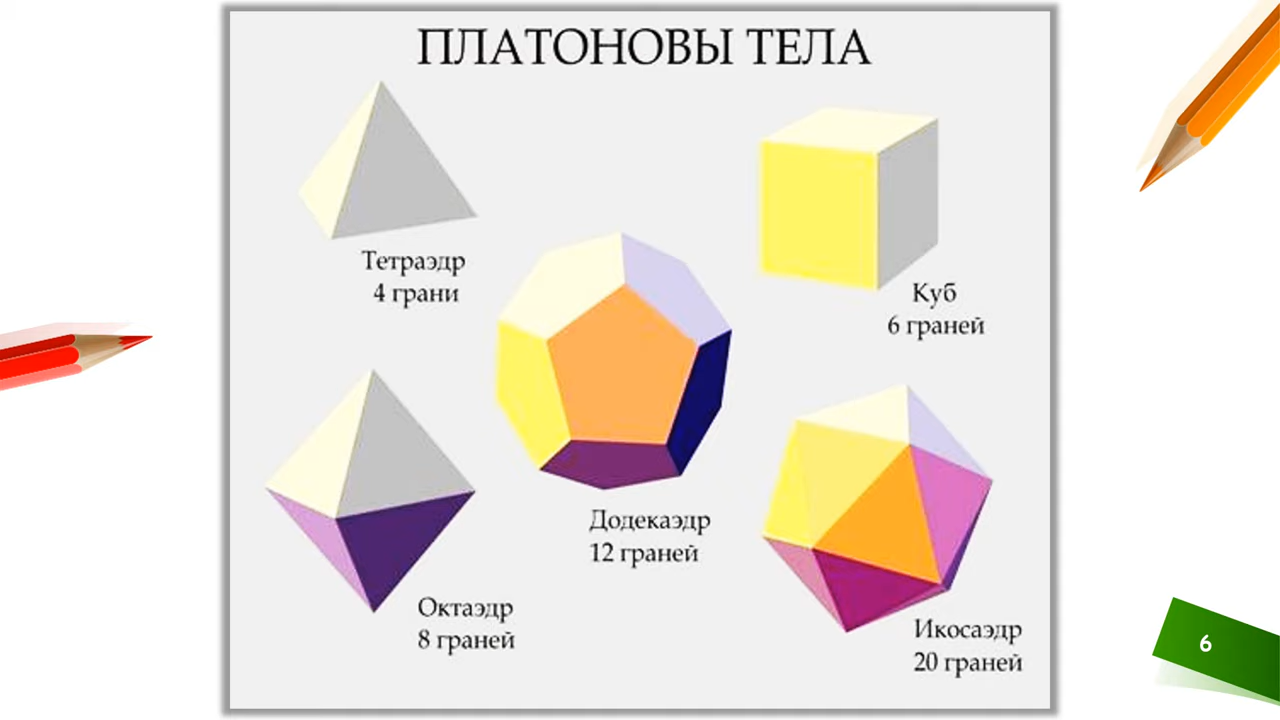 ПЛАТОНОВЫ ТЕЛА
Тетраэдр
4 грани
Куб
6 граней
Додекаэдр
12 граней
Октаэдр
8 граней
Икосаэдр
20 граней
6